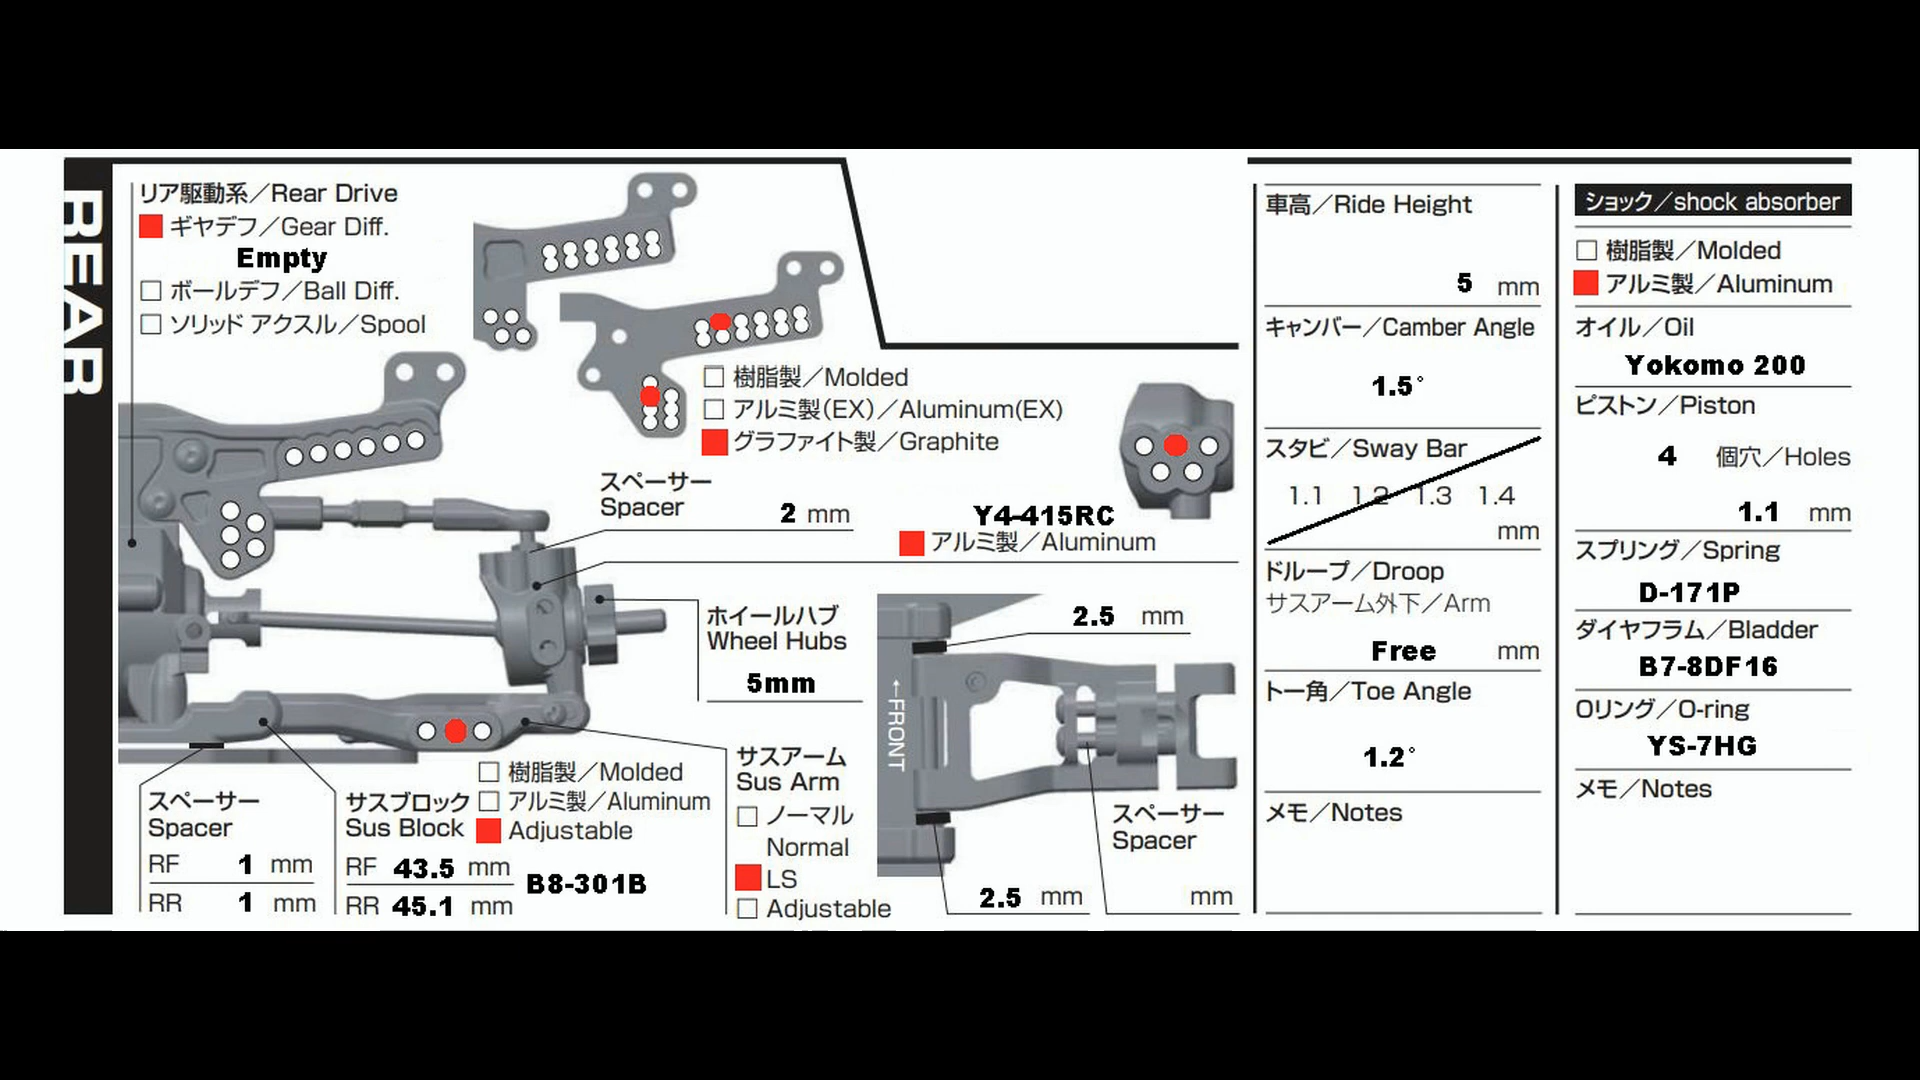 REAR
リア駆動系／Rear Drive
ギヤデフ／Gear Diff.
Empty
ボールデフ／Ball Diff.
ソリッド アクスル／Spool
樹脂製／Molded
アルミ製(EX)／Aluminum(EX)
グラファイト製／Graphite
スペーサー
Spacer
2 mm
Y4-415RC
アルミ製／Aluminum
ホイールハブ
Wheel Hubs
5mm
スペーサー
Spacer
RF 1 mm
RR 1 mm
サスブロック
Sus Block
樹脂製／Molded
アルミ製／Aluminum
Adjustable
RF 43.5 mm
RR 45.1 mm
B8-301B
サスアーム
Sus Arm
ノーマル
Normal
LS
Adjustable
2.5 mm
←FRONT
2.5 mm
スペーサー
Spacer
mm
車高／Ride Height
5 mm
キャンバー／Camber Angle
1.5°
スタビ／Sway Bar
1.1 1.2 1.3 1.4
mm
ドループ／Droop
サスアーム外下／Arm
Free mm
トー角／Toe Angle
1.2°
メモ／Notes
ショック／shock absorber
樹脂製／Molded
アルミ製／Aluminum
オイル／Oil
Yokomo 200
ピストン／Piston
4 個穴／Holes
1.1 mm
スプリング／Spring
D-171P
ダイヤフラム／Bladder
B7-8DF16
Oリング／O-ring
YS-7HG
メモ／Notes